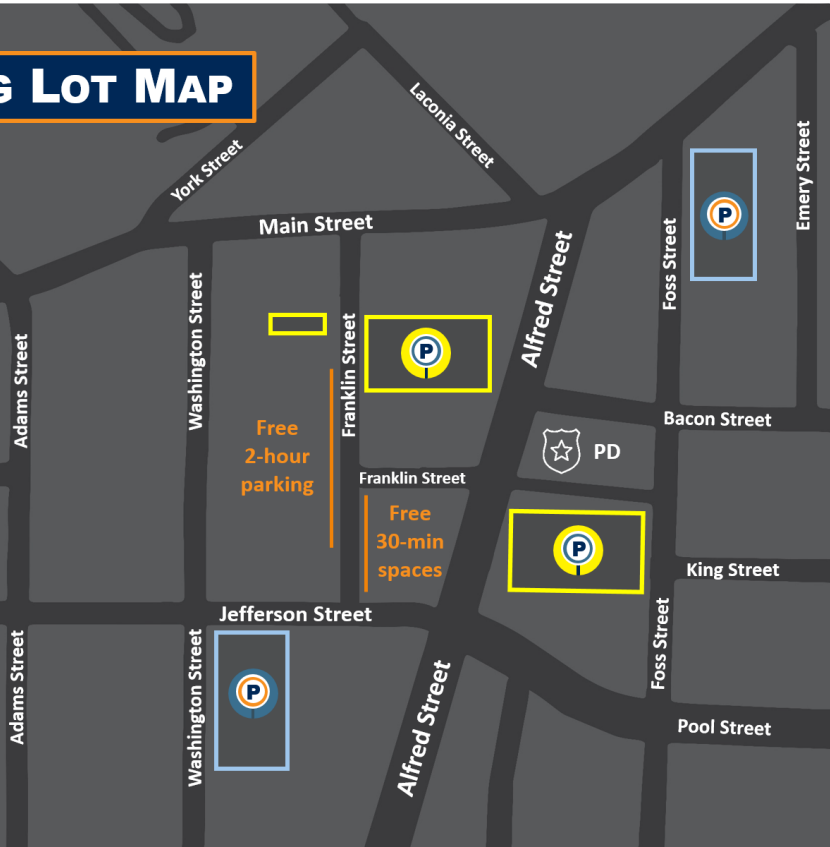 G LOT MAP
York Street
Laconia Street
Main Street
Emery Street
P
Foss Street
Alfred Street
Washington Street
Adams Street
Franklin Street
P
Bacon Street
Free
2-hour
parking
PD
Franklin Street
Free
30-min
spaces
P
King Street
Jefferson Street
Foss Street
Adams Street
Washington Street
P
Alfred Street
Pool Street